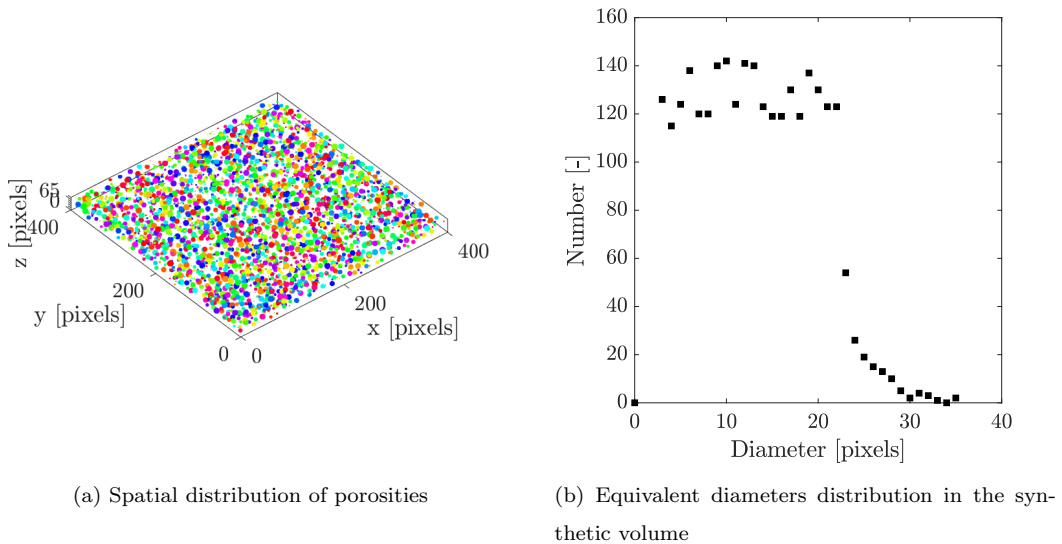 65
0
400
z [pixels]
200
y [pixels]
0
0
200
x [pixels]
400
160
140
120
100
80
60
40
20
0
Number [-]
0
10
20
30
40
Diameter [pixels]
(a) Spatial distribution of porosities
(b) Equivalent diameters distribution in the syn-
thetic volume